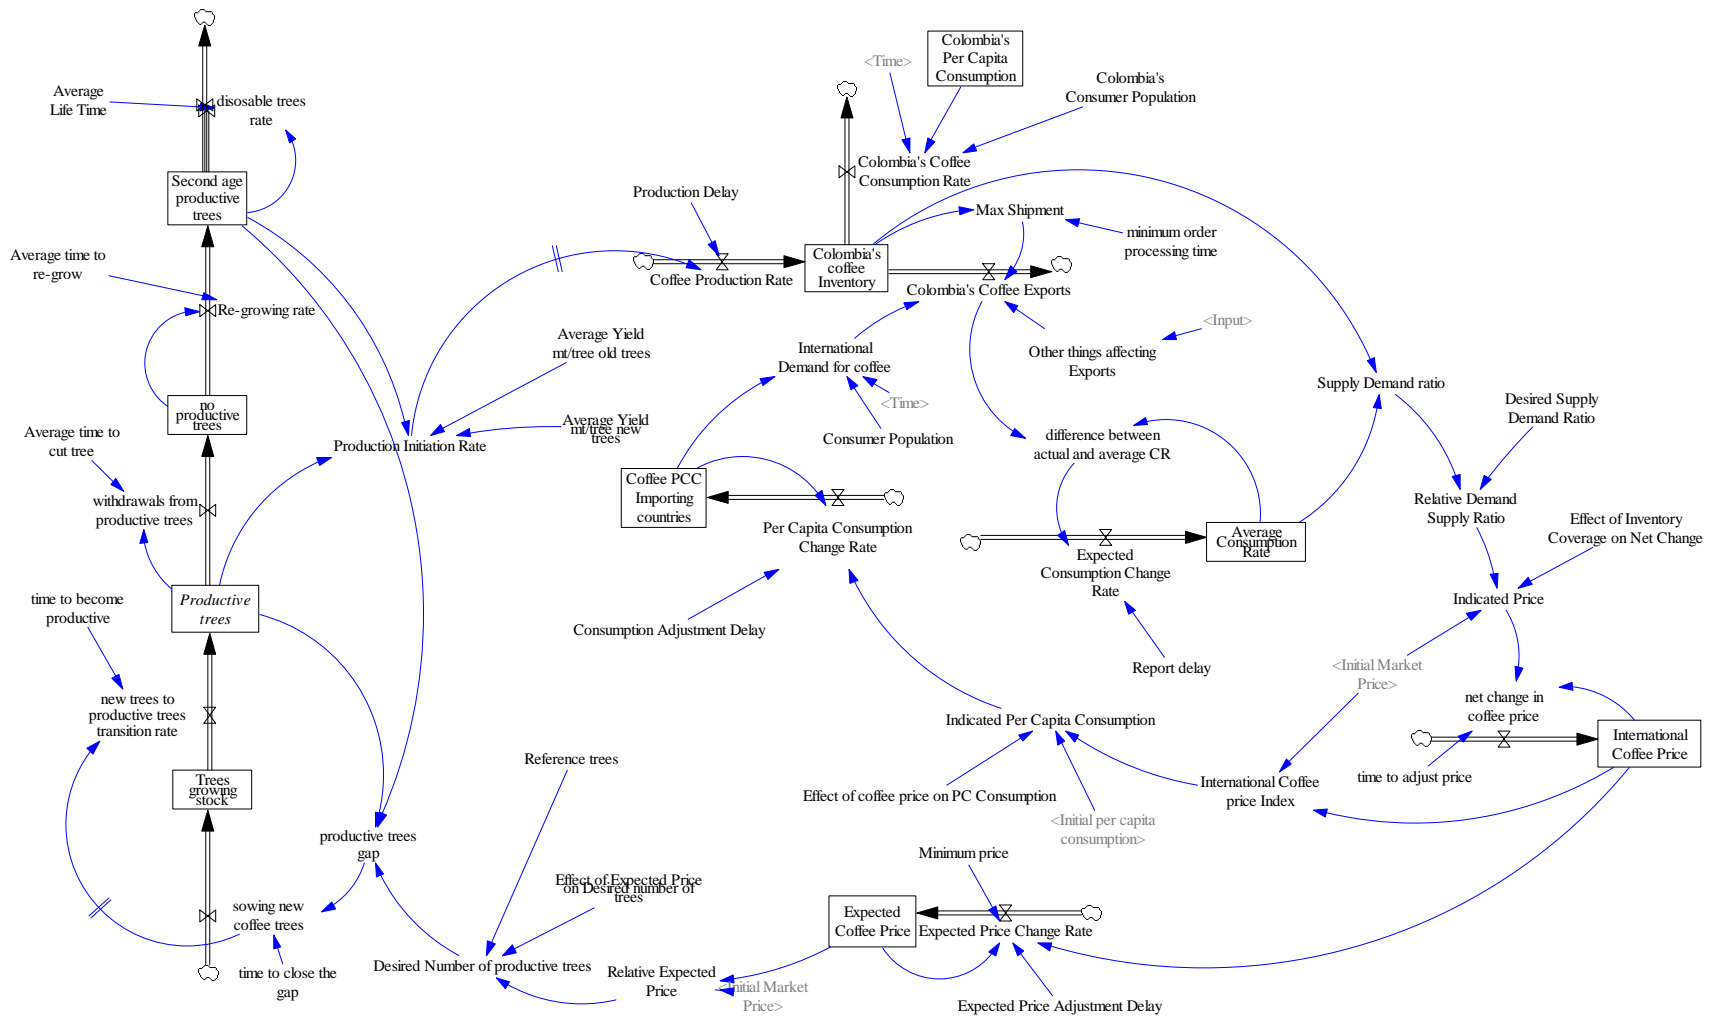 Average
Life Time
disosable trees
rate
Second age
productive
trees
Average time to
re-grow
Re-growing rate
no
productive
trees
Average time to
cut tree
withdrawals from
productive trees
Productive
trees
time to become
productive
new trees to
productive trees
transition rate
Trees
growing
stock
sowing new
coffee trees
time to close the
gap
productive trees
gap
Production Initiation Rate
Average Yield
mt/tree old trees
Average Yield
mt/tree new
trees
Production Delay
Coffee Production Rate
Colombia's
coffee
Inventory
<Time>
Colombia's
Per Capita
Consumption
Colombia's
Consumer Population
Colombia's Coffee
Consumption Rate
Max Shipment
minimum order
processing time
Colombia's Coffee Exports
<Input>
Other things affecting
Exports
International
Demand for coffee
<Time>
Consumer Population
Coffee PCC
Importing
countries
Per Capita Consumption
Change Rate
Consumption Adjustment Delay
difference between
actual and average CR
Expected
Consumption Change
Rate
Average
Consumption
Rate
Report delay
Supply Demand ratio
Desired Supply
Demand Ratio
Relative Demand
Supply Ratio
Effect of Inventory
Coverage on Net Change
Indicated Price
<Initial Market
Price>
net change in
coffee price
International
Coffee Price
time to adjust price
International Coffee
price Index
Indicated Per Capita Consumption
Effect of coffee price on PC Consumption
<Initial per capita
consumption>
Reference trees
Effect of Expected Price
on Desired number of
trees
Desired Number of productive trees
Relative Expected
Price
<Initial Market
Price>
Minimum price
Expected
Coffee Price
Expected Price Change Rate
Expected Price Adjustment Delay